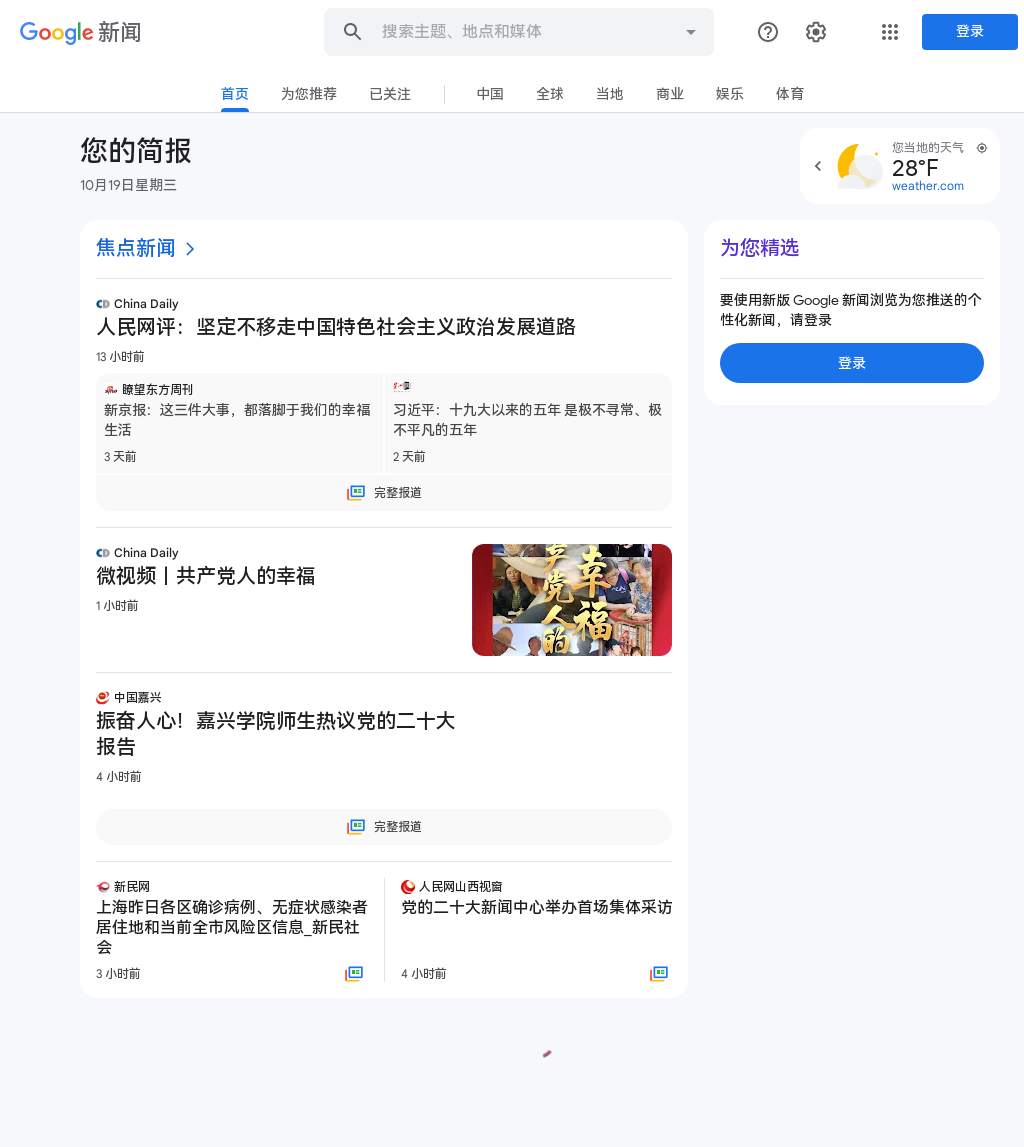 Google 新闻
搜索主题、地点和媒体
登录
首页
为您推荐
已关注
中国
全球
当地
商业
娱乐
体育
您的简报
10月19日星期三
您当地的天气
28°F
weather.com
焦点新闻
China Daily
人民网评：坚定不移走中国特色社会主义政治发展道路
13 小时前
瞭望东方周刊
新京报：这三件大事，都落脚于我们的幸福
生活
3 天前
习近平：十九大以来的五年 是极不寻常、极
不平凡的五年
2 天前
完整报道
China Daily
微视频丨共产党人的幸福
1 小时前
产党人的
幸福
中国嘉兴
振奋人心！嘉兴学院师生热议党的二十大
报告
4 小时前
完整报道
新民网
上海昨日各区确诊病例、无症状感染者
居住地和当前全市风险区信息_新民社
会
3 小时前
人民网山西视窗
党的二十大新闻中心举办首场集体采访
4 小时前
为您精选
要使用新版 Google 新闻浏览为您推送的个
性化新闻，请登录
登录